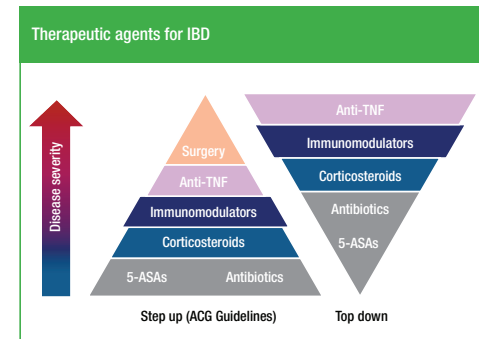 Therapeutic agents for IBD
Disease severity
Surgery
Anti-TNF
Immunomodulators
Corticosteroids
5-ASAs Antibiotics
Step up (ACG Guidelines)
Anti-TNF
Immunomodulators
Corticosteroids
Antibiotics
5-ASAs
Top down